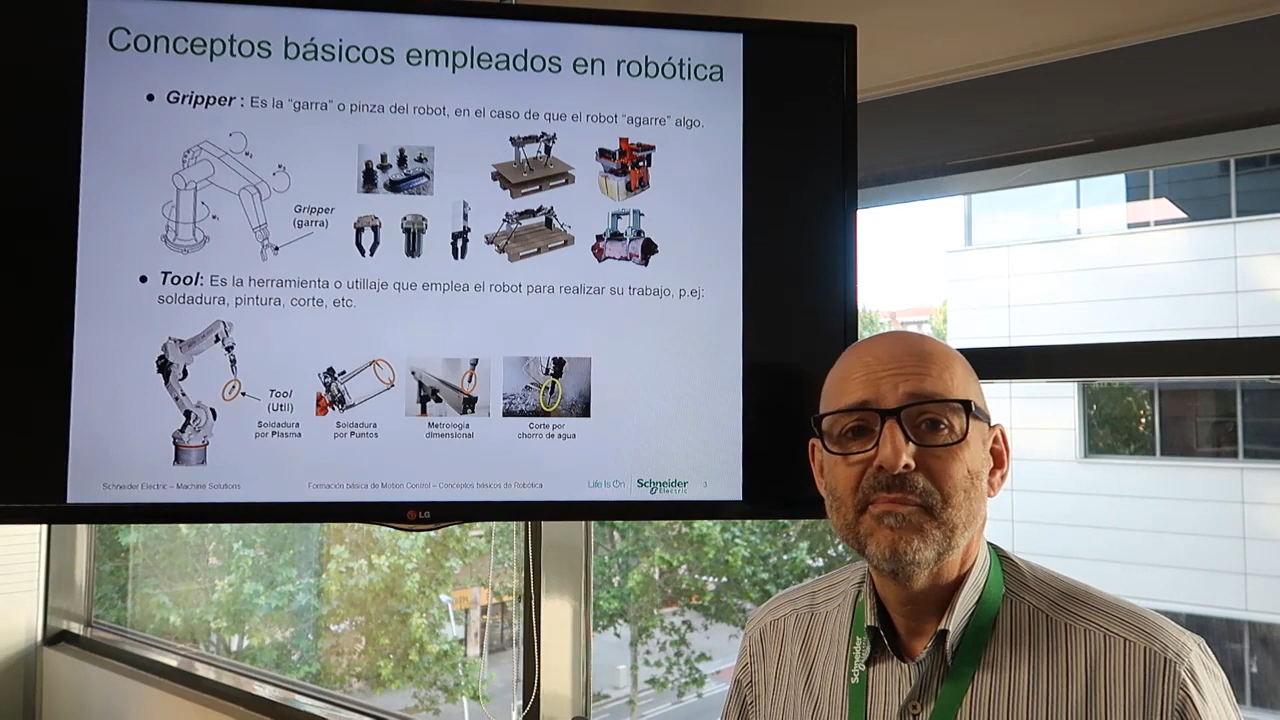 Conceptos básicos empleados en robótica
● Gripper : Es la “garra” o pinza del robot, en el caso de que el robot “agarre” algo.
Gripper
(garra)
● Tool: Es la herramienta o utillaje que emplea el robot para realizar su trabajo, p.ej:
soldadura, pintura, corte, etc.
Tool
(Util)
Soldadura
por Plasma
Soldadura
por Puntos
Metrología
dimensional
Corte por
chorro de agua
Schneider Electric – Machine Solutions
Formación básica de Motion Control – Conceptos básicos de Robótica
Life Is On
Schneider
Electric
3
LG
Schneider